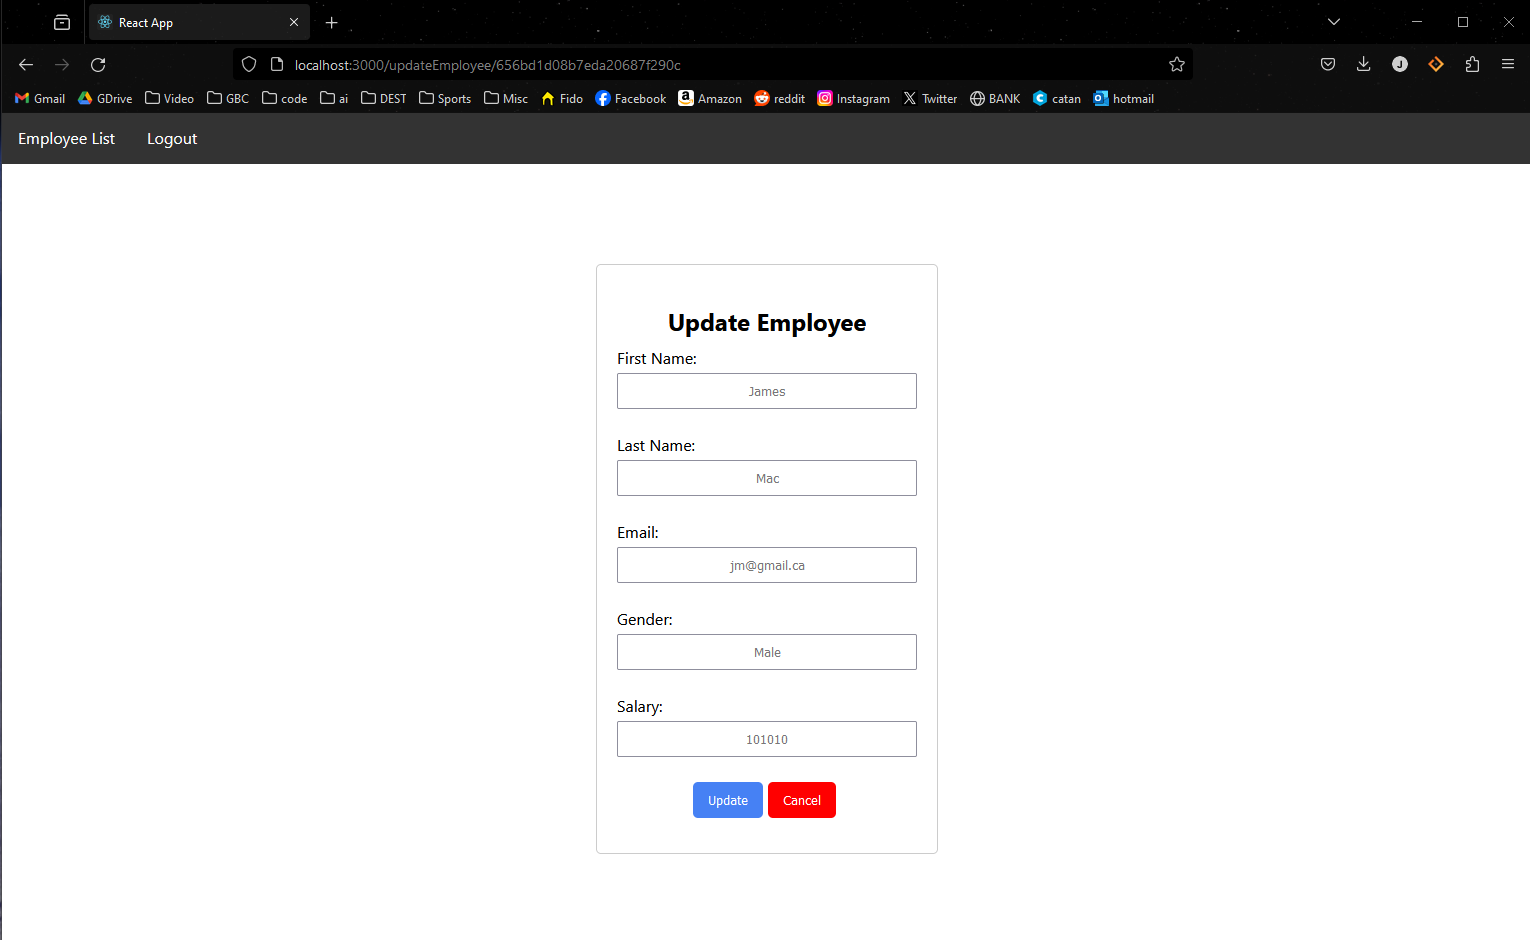 React App
localhost:3000/updateEmployee/656bd1d08b7eda20687f290c
J
Gmail GDrive Video GBC code ai DEST Sports Misc Fido Facebook Amazon reddit Instagram Twitter BANK catan hotmail
Employee List Logout
Update Employee
First Name:
James
Last Name:
Mac
Email:
jm@gmail.ca
Gender:
Male
Salary:
101010
Update Cancel